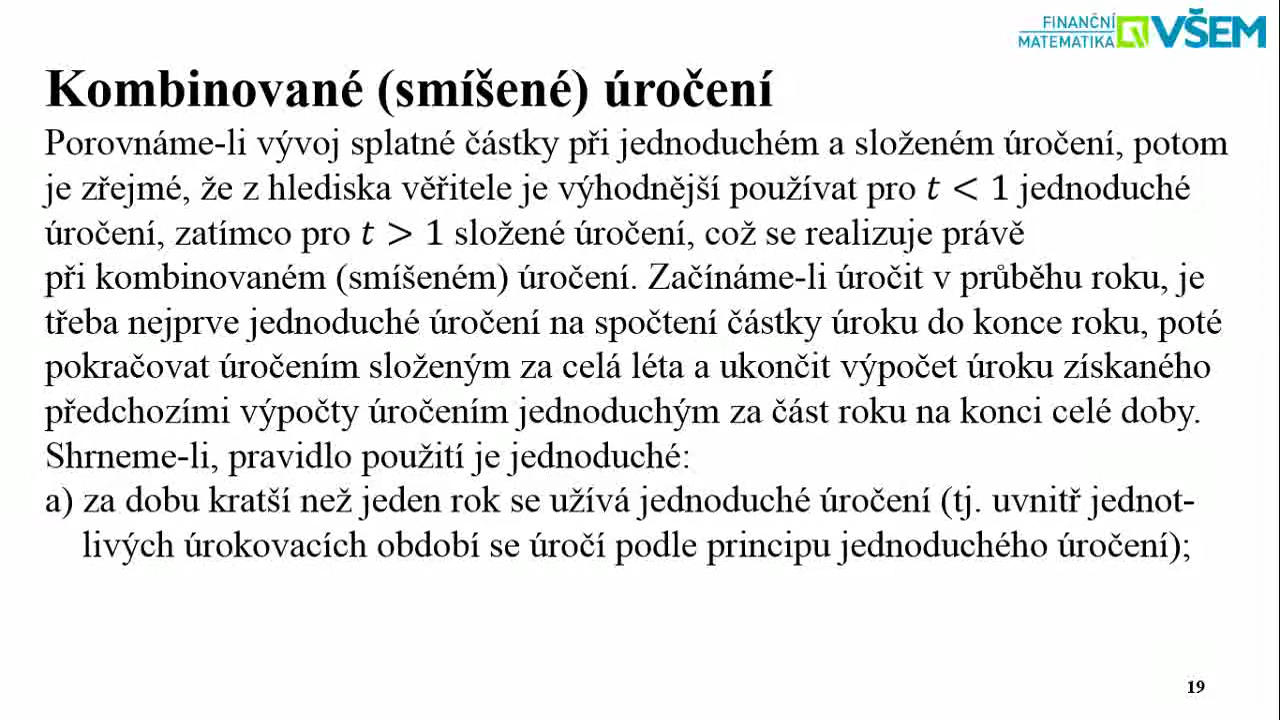 FINANČNÍ
MATEMATIKA VŠEM
Kombinované (smíšené) úročení
Porovnáme-li vývoj splatné částky při jednoduchém a složeném úročení, potom
je zřejmé, že z hlediska věřitele je výhodnější používat pro t < 1 jednoduché
úročení, zatímco pro t > 1 složené úročení, což se realizuje právě
při kombinovaném (smíšeném) úročení. Začínáme-li úročit v průběhu roku, je
třeba nejprve jednoduché úročení na spočtení částky úroku do konce roku, poté
pokračovat úročením složeným za celá léta a ukončit výpočet úroku získaného
předchozími výpočty úročením jednoduchým za část roku na konci celé doby.
Shrneme-li, pravidlo použití je jednoduché:
a) za dobu kratší než jeden rok se užívá jednoduché úročení (tj. uvnitř jednot-
livých úrokovacích období se úročí podle principu jednoduchého úročení);
19